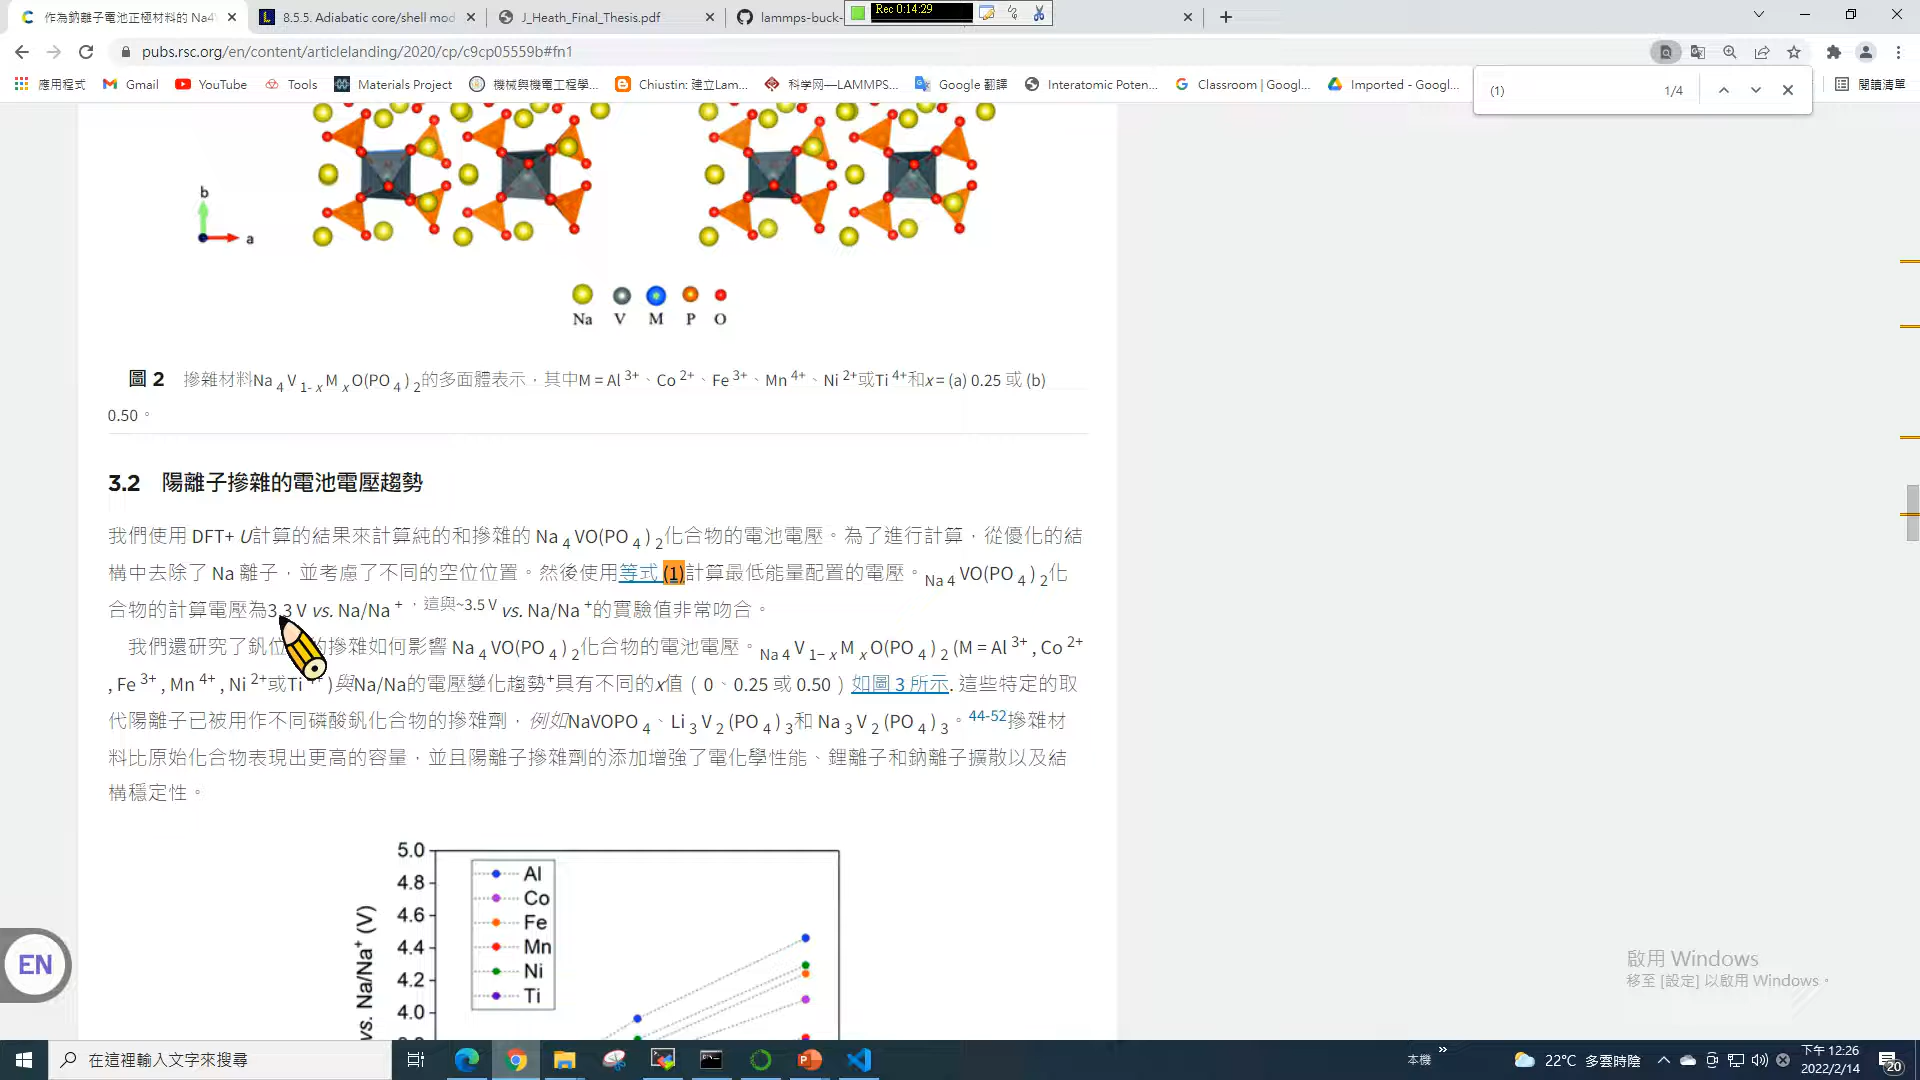 作為鈉離子電池正極材料的 Na4
8.5.5. Adiabatic core/shell mod
J_Heath_Final_Thesis.pdf
lammps-buck-
Rec 0:14:29
pubs.rsc.org/en/content/articlelanding/2020/cp/c9cp05559b#fn1
應用程式
Gmail
YouTube
Tools
Materials Project
機械與機電工程學...
Chiustin: 建立Lam...
科学网—LAMMPS...
Google 翻譯
Interatomic Poten...
Classroom | Googl...
Imported - Googl...
(1)
1/4
閱讀清單
b
a
Na V M P O
圖 2 摻雜材料Na 4 V 1- x M x O(PO 4 ) 2的多面體表示，其中M = Al 3+、Co 2+、Fe 3+、Mn 4+、Ni 2+或Ti 4+和x = (a) 0.25 或 (b)
0.50。
3.2 陽離子摻雜的電池電壓趨勢
我們使用 DFT+ U計算的結果來計算純的和摻雜的 Na 4 VO(PO 4 ) 2化合物的電池電壓。為了進行計算，從優化的結
構中去除了 Na 離子，並考慮了不同的空位位置。然後使用等式 (1)計算最低能量配置的電壓。Na 4 VO(PO 4 ) 2化
合物的計算電壓為3.3 V vs. Na/Na +，這與~3.5 V vs. Na/Na +的實驗值非常吻合。
我們還研究了釩位的摻雜如何影響 Na 4 VO(PO 4 ) 2化合物的電池電壓。Na 4 V 1– x M x O(PO 4 ) 2 (M = Al 3+ , Co 2+
, Fe 3+ , Mn 4+ , Ni 2+或Ti )與Na/Na的電壓變化趨勢+具有不同的x值（0、0.25 或 0.50）如圖 3 所示. 這些特定的取
代陽離子已被用作不同磷酸釩化合物的摻雜劑，例如NaVOPO 4、Li 3 V 2 (PO 4 ) 3和 Na 3 V 2 (PO 4 ) 3。44-52摻雜材
料比原始化合物表現出更高的容量，並且陽離子摻雜劑的添加增強了電化學性能、鋰離子和鈉離子擴散以及結
構穩定性。
5.0
4.8
4.6
4.4
4.2
4.0
vs. Na/Na+ (V)
Al
Co
Fe
Mn
Ni
Ti
EN
啟用 Windows
移至 [設定] 以啟用 Windows。
在這裡輸入文字來搜尋
本機
22°C 多雲時陰
下午 12:26
2022/2/14
20